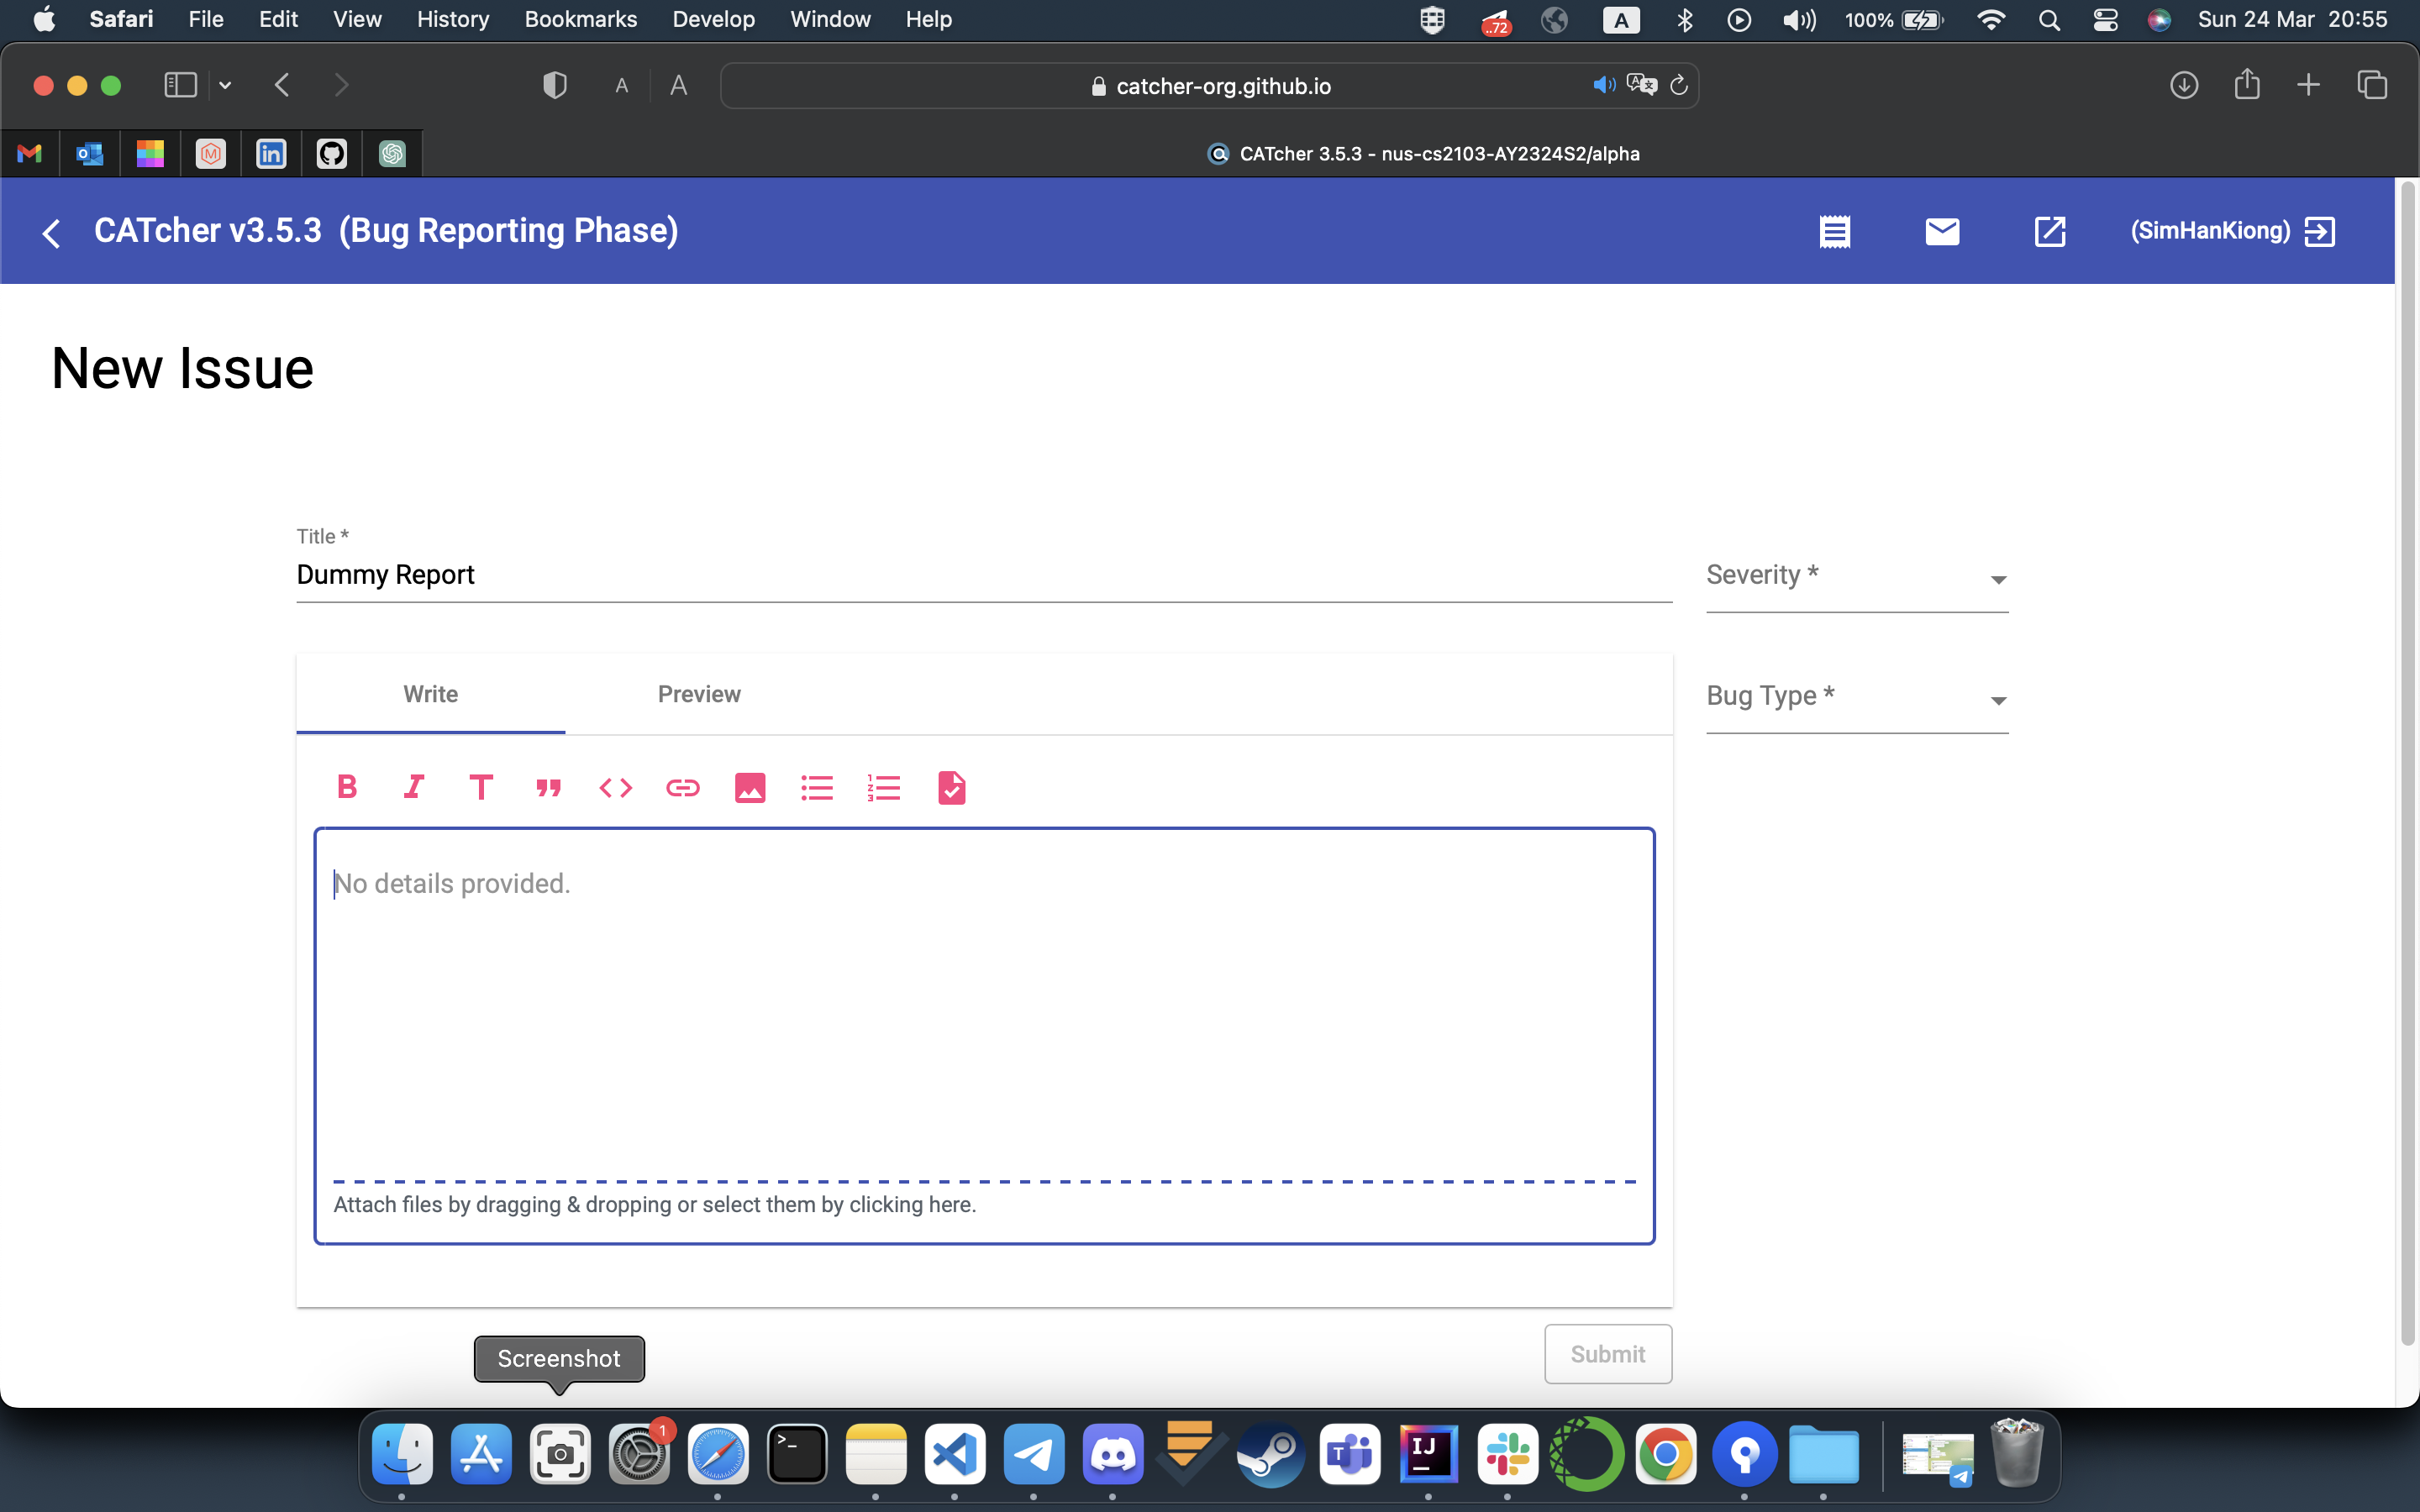 Safari File Edit View History Bookmarks Develop Window Help ..72 A 100% Sun 24 Mar 20:55
A A catcher-org.github.io
CATcher 3.5.3 - nus-cs2103-AY2324S2/alpha
CATcher v3.5.3 (Bug Reporting Phase) (SimHanKiong)
New Issue
Title *
Dummy Report
Severity *
Write Preview
Bug Type *
No details provided.
Attach files by dragging & dropping or select them by clicking here.
Submit
Screenshot
1